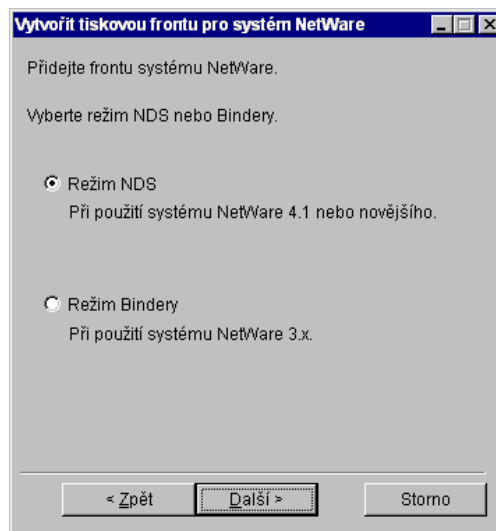 Vytvořit tiskovou frontu pro systém NetWare
Přidejte frontu systému NetWare.
Vyberte režim NDS nebo Bindery.
Režim NDS
Při použití systému NetWare 4.1 nebo novějšího.
Režim Bindery
Při použití systému NetWare 3.x.
< Zpět Další > Storno